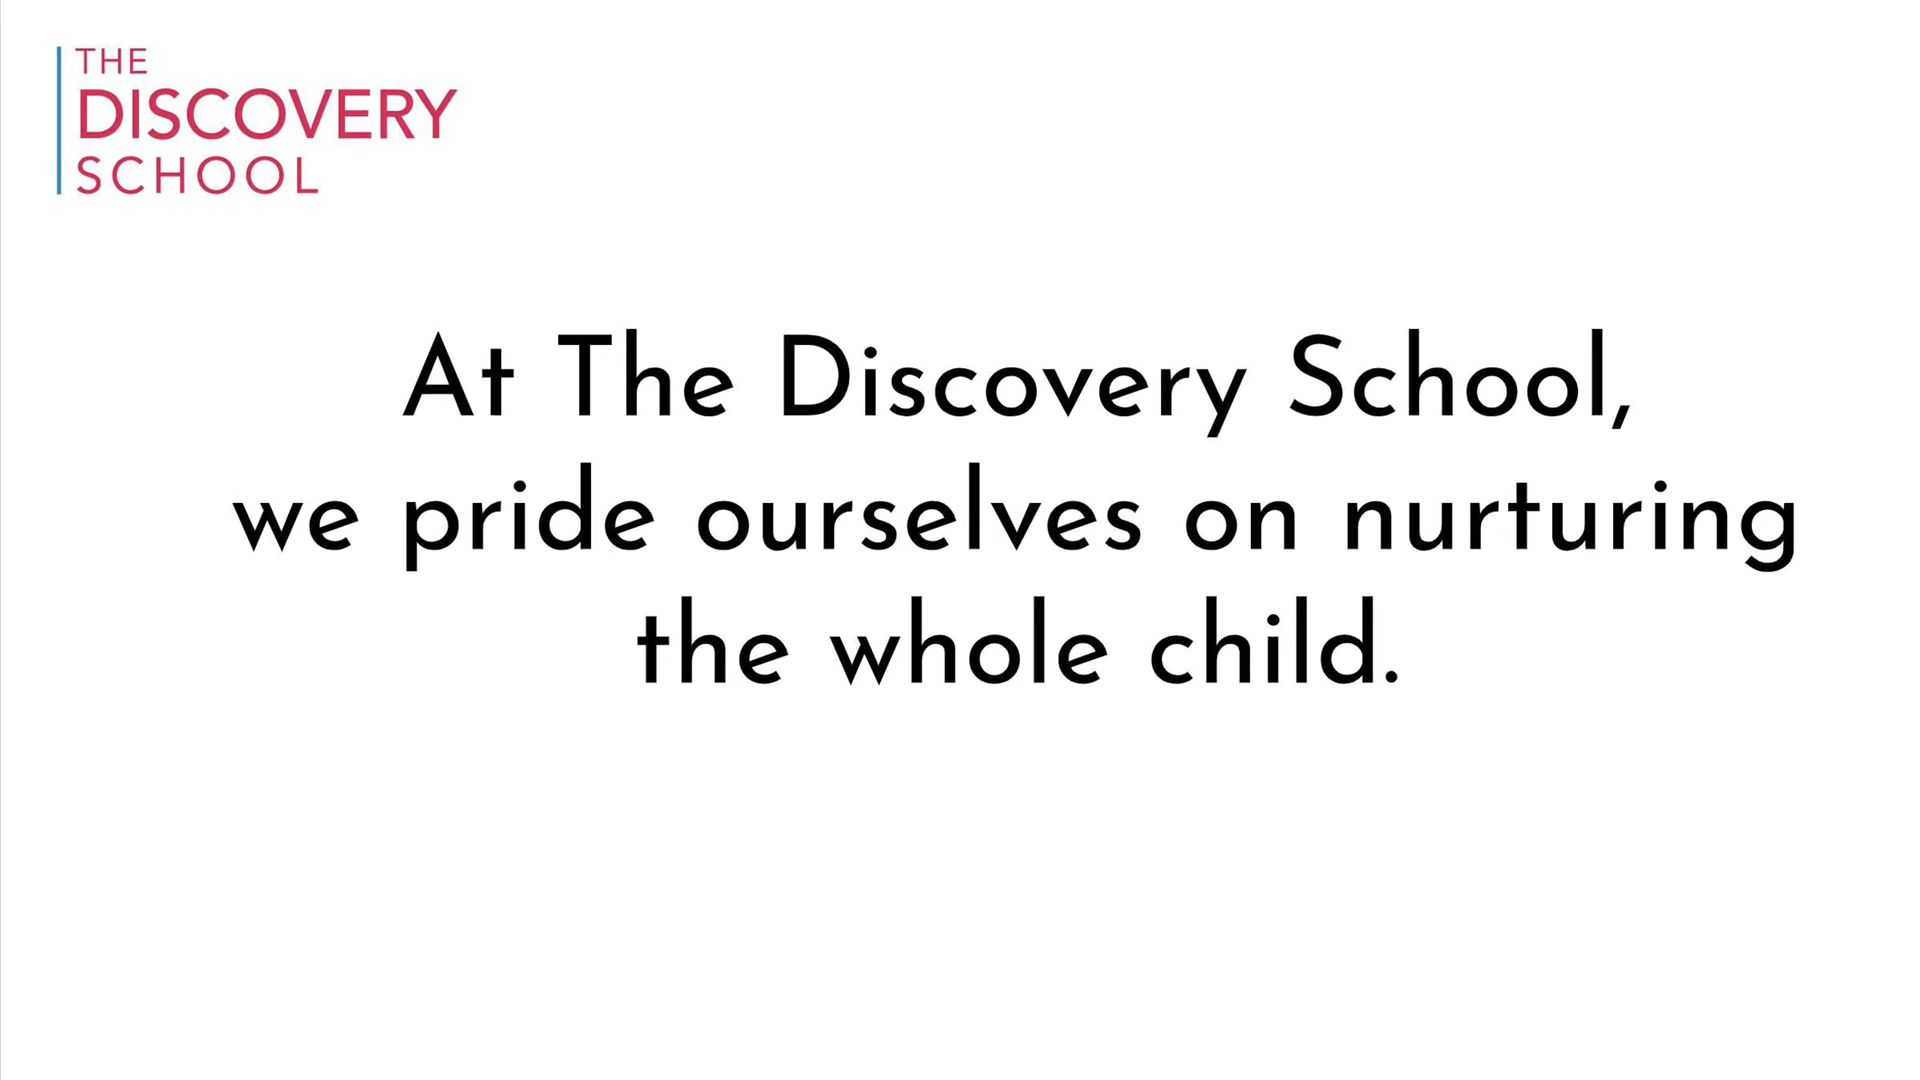 THE
DISCOVERY
SCHOOL
At The Discovery School,
we pride ourselves on nurturing
the whole child.